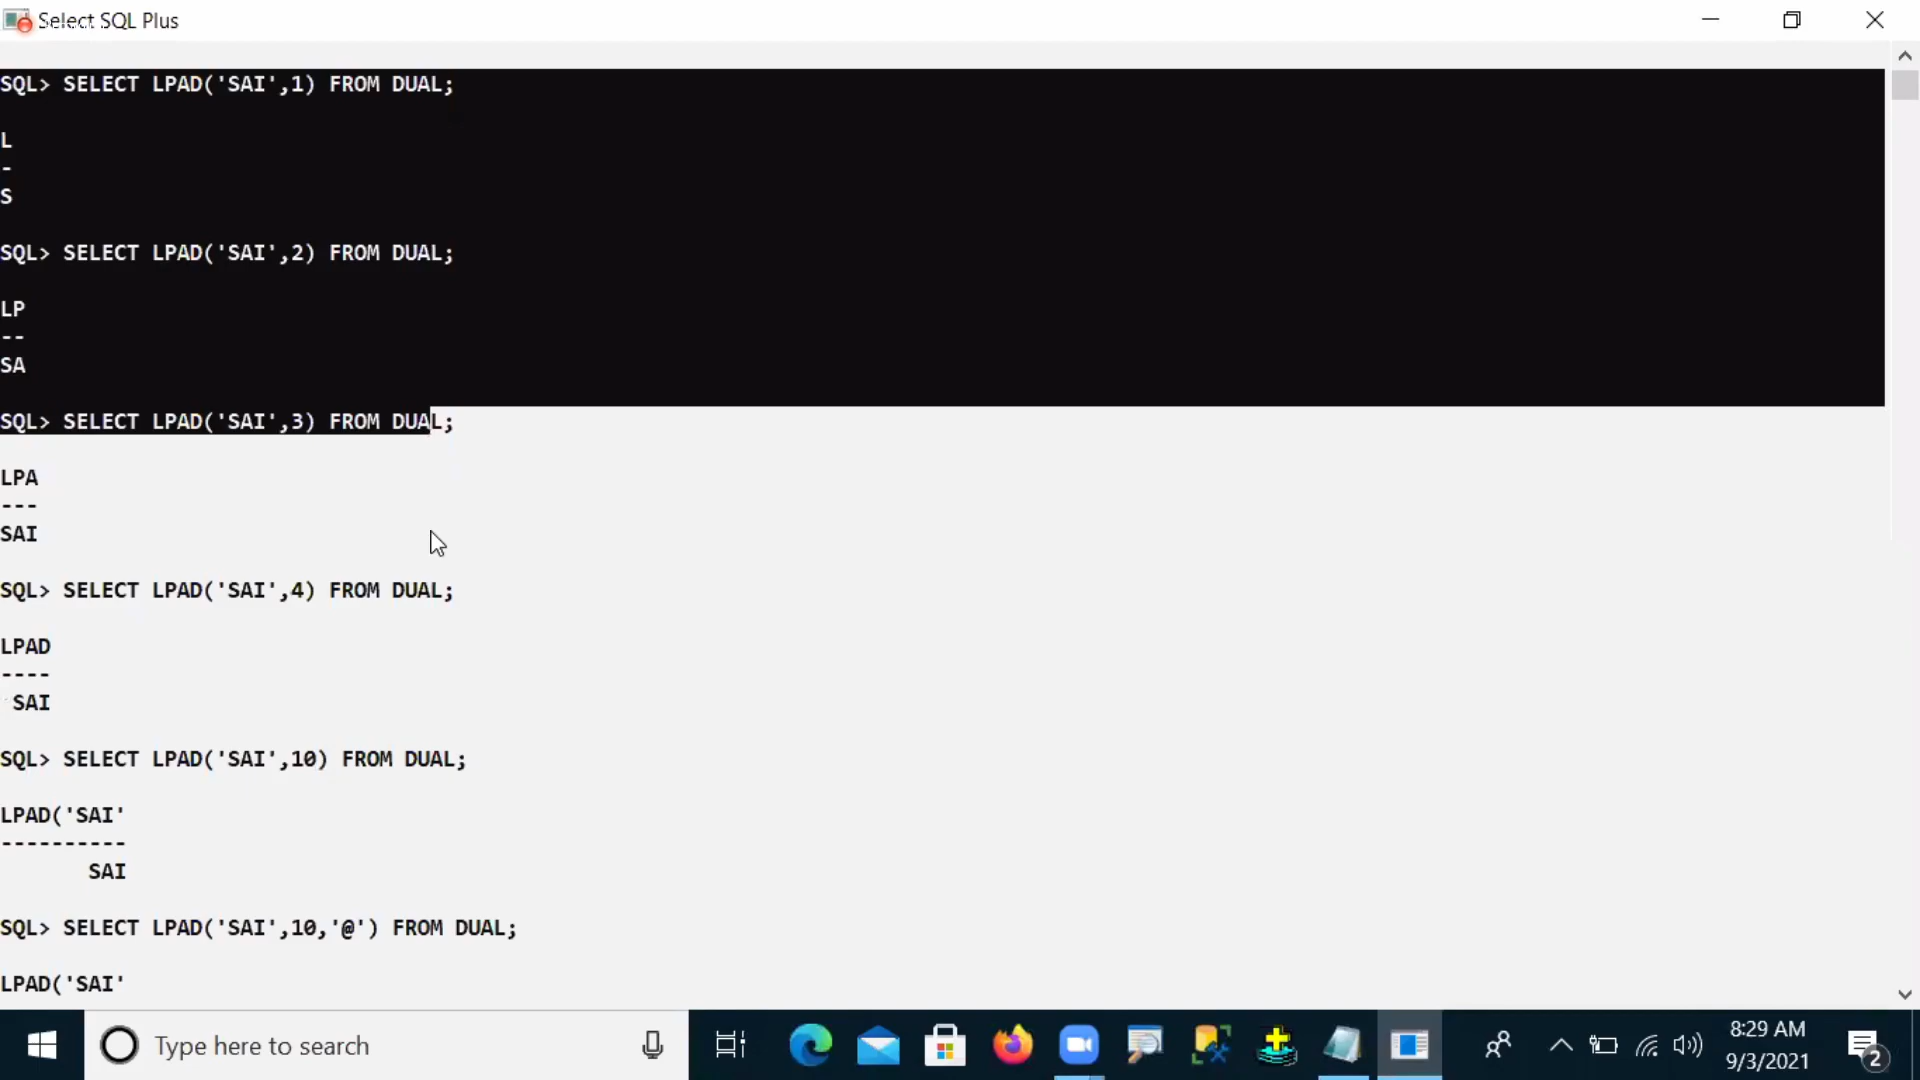 Select SQL Plus
SQL> SELECT LPAD('SAI',1) FROM DUAL;
L
-
S
SQL> SELECT LPAD('SAI',2) FROM DUAL;
LP
--
SA
SQL> SELECT LPAD('SAI',3) FROM DUAL;
LPA
---
SAI
SQL> SELECT LPAD('SAI',4) FROM DUAL;
LPAD
----
SAI
SQL> SELECT LPAD('SAI',10) FROM DUAL;
LPAD('SAI'
----------
SAI
SQL> SELECT LPAD('SAI',10,'@') FROM DUAL;
LPAD('SAI'
Type here to search
8:29 AM
9/3/2021
2